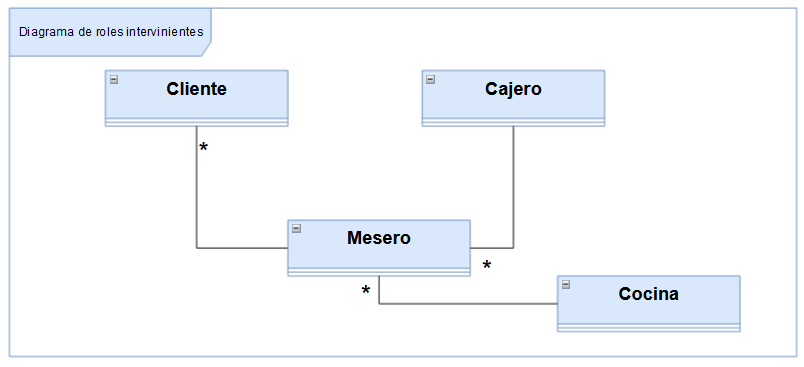 Diagrama de roles intervinientes
Cliente
Cajero
*
Mesero
*
*
Cocina